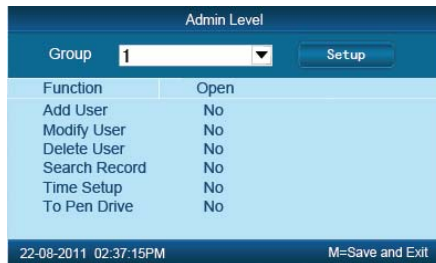 Admin Level
Group 1 Setup
Function Open
Add User No
Modify User No
Delete User No
Search Record No
Time Setup No
To Pen Drive No
22-08-2011 02:37:15PM M=Save and Exit